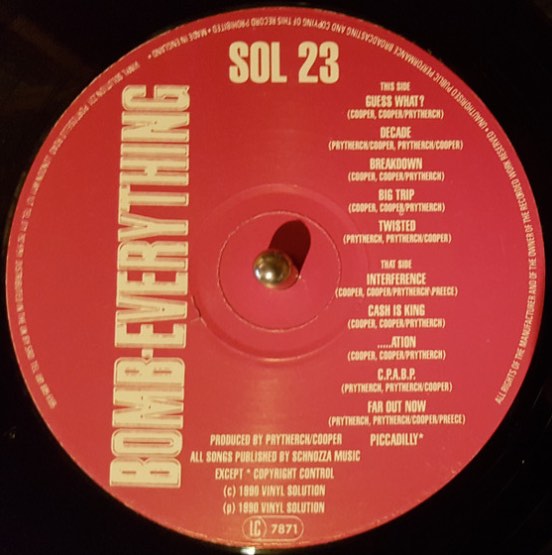 SOL 23
BOMB-EVERYTHING
THIS SIDE
GUESS WHAT?
(COOPER, COOPER/PRYTHERCH)
DECADE
(PRYTHERCH/COOPER, PRYTHERCH/COOPER)
BREAKDOWN
(COOPER, COOPER/PRYTHERCH)
BIG TRIP
(COOPER, COOPER/PRYTHERCH)
TWISTED
(PRYTHERCH, PRYTHERCH/COOPER)
THAT SIDE
INTERFERENCE
(COOPER, COOPER/PRYTHERCH/PREECE)
CASH IS KING
(COOPER, COOPER/PRYTHERCH)
.....ATION
(COOPER, COOPER/PRYTHERCH)
C.P.A.B.P.
(PRYTHERCH, PRYTHERCH/COOPER)
FAR OUT NOW
(PRYTHERCH, PRYTHERCH/COOPER/PREECE)
PICCADILLY*
PRODUCED BY PRYTHERCH/COOPER
ALL SONGS PUBLISHED BY SCHNOZZA MUSIC
EXCEPT * COPYRIGHT CONTROL
(c) 1990 VINYL SOLUTION
(p) 1990 VINYL SOLUTION
LC 7871
ALL RIGHTS OF THE MANUFACTURER AND OF THE OWNER OF THE RECORDED WORK RESERVED • UNAUTHORISED PUBLIC PERFORMANCE BROADCASTING AND COPYING OF THIS RECORD PROHIBITED • MADE IN ENGLAND •
VINYL SOLUTION PORTOBELLO ROAD, LONDON